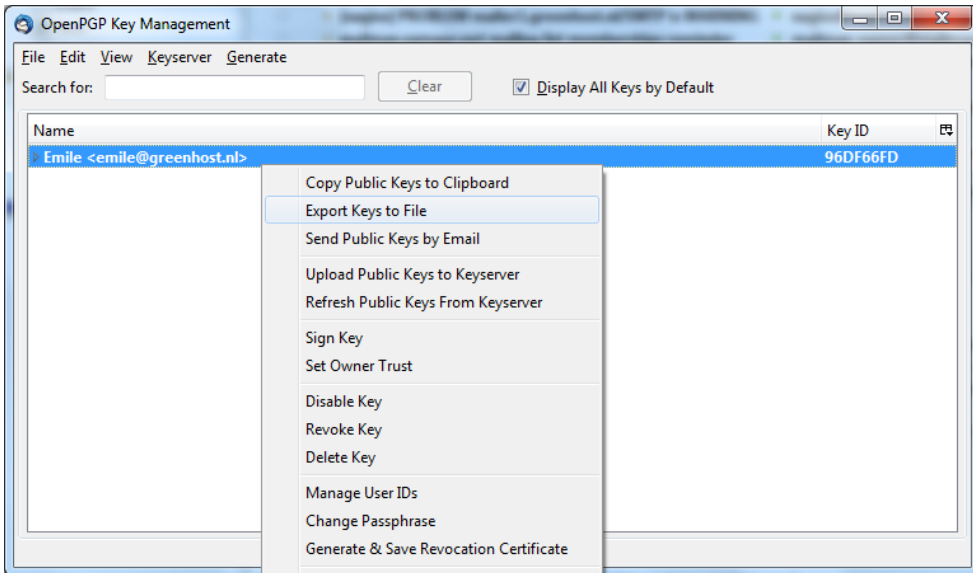 OpenPGP Key Management
File Edit View Keyserver Generate
Search for: Clear Display All Keys by Default
Name Key ID
Emile <emile@greenhost.nl> 96DF66FD
Copy Public Keys to Clipboard
Export Keys to File
Send Public Keys by Email
Upload Public Keys to Keyserver
Refresh Public Keys From Keyserver
Sign Key
Set Owner Trust
Disable Key
Revoke Key
Delete Key
Manage User IDs
Change Passphrase
Generate & Save Revocation Certificate